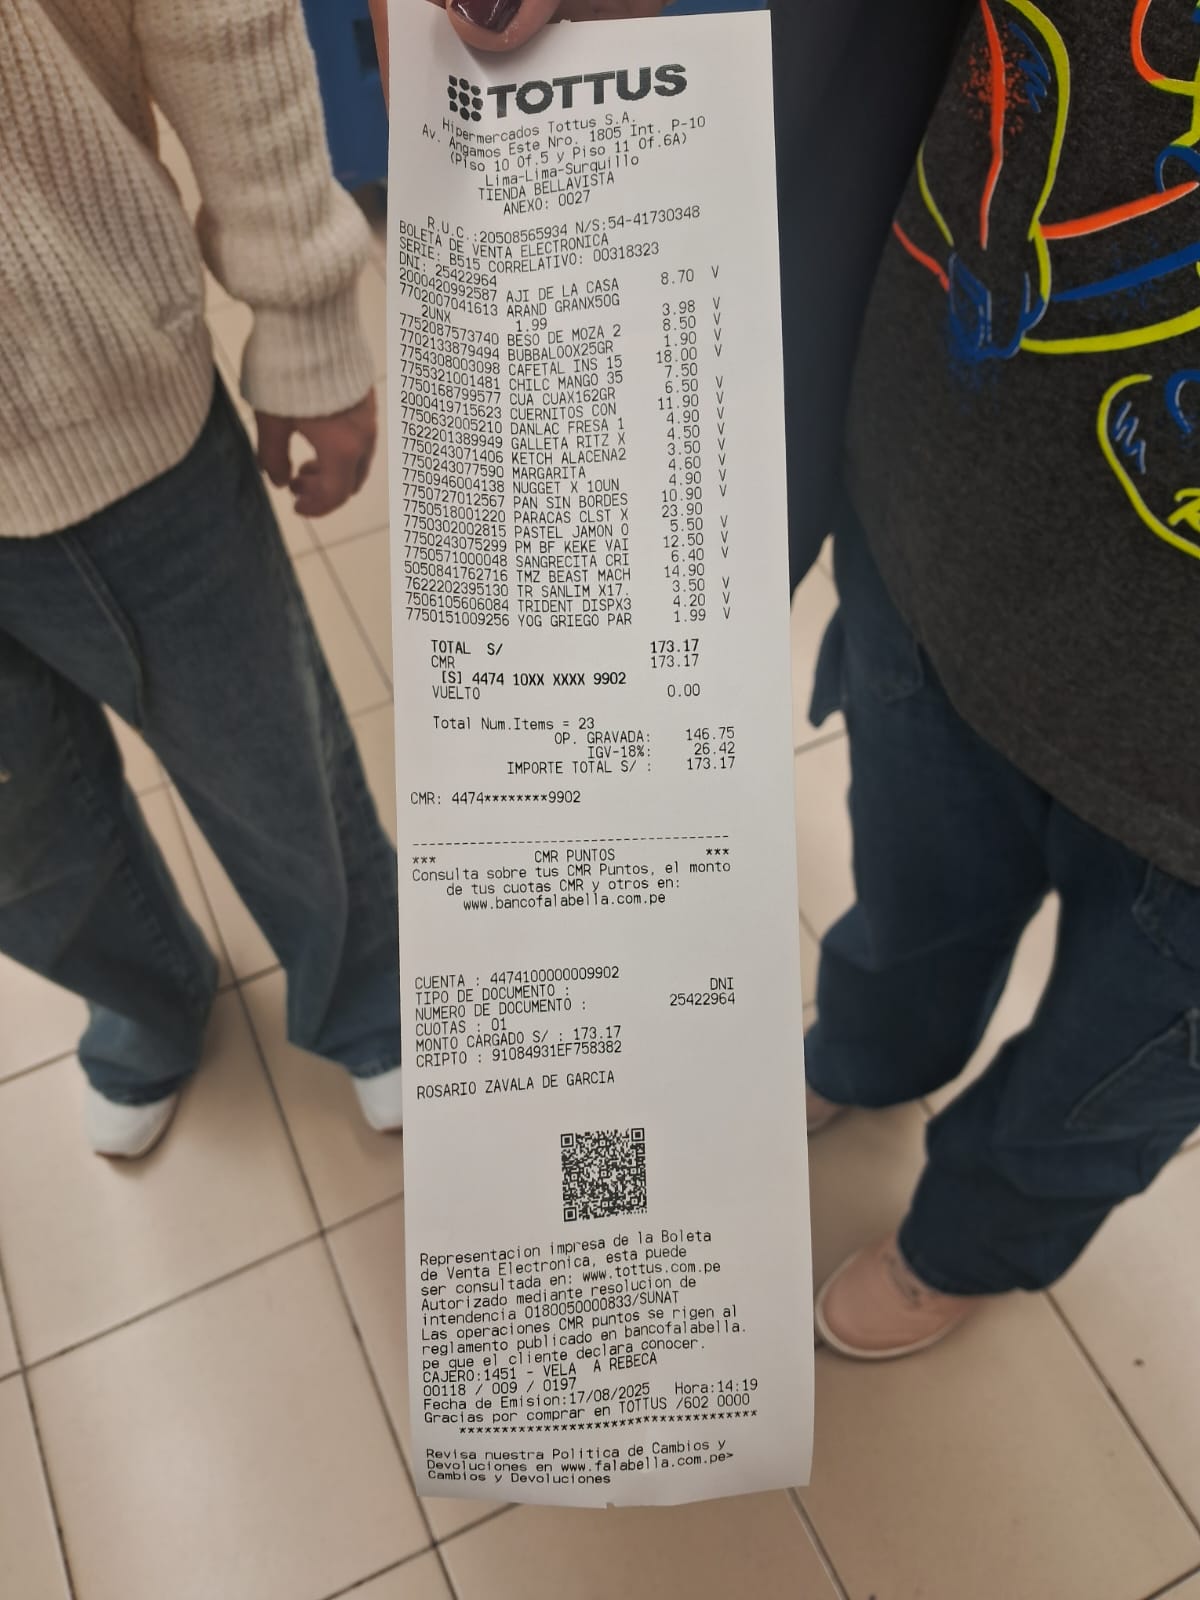 TOTTUS
Hipermercados Tottus S.A.
Av. Angamos Este Nro. 1805 Int. P-10
(Piso 10 Of.5 y Piso 11 Of.6A)
Lima-Lima-Surquillo
TIENDA BELLAVISTA
ANEXO: 0027
R.U.C.:20508565934 N/S:54-41730348
BOLETA DE VENTA ELECTRONICA
SERIE: B515 CORRELATIVO: 00318323
DNI: 25422964
2000420992587 AJI DE LA CASA 8.70 V
7702007041613 ARAND GRANX50G
2UNX 1.99 3.98 V
7752087573740 BESO DE MOZA 2 8.50 V
7702133879494 BUBBALOOX25GR 1.90 V
7754308003098 CAFETAL INS 15 18.00 V
7755321001481 CHILC MANGO 35 7.50
7750168799577 CUA CUAX162GR 6.50 V
2000419715623 CUERNITOS CON 11.90 V
7750632005210 DANLAC FRESA 1 4.90 V
7622201389949 GALLETA RITZ X 4.50 V
7750243071406 KETCH ALACENA2 3.50 V
7750243077590 MARGARITA 4.60 V
7750946004138 NUGGET X 10UN 4.90 V
7750727012567 PAN SIN BORDES 10.90 V
7750518001220 PARACAS CLST X 23.90
7750302002815 PASTEL JAMON O 5.50 V
7750243075299 PM BF KEKE VAI 12.50 V
7750571000048 SANGRECITA CRI 6.40 V
5050841762716 TMZ BEAST MACH 14.90
7622202395130 TR SANLIM X17. 3.50 V
7506105606084 TRIDENT DISPX3 4.20 V
7750151009256 YOG GRIEGO PAR 1.99 V
TOTAL S/ 173.17
CMR 173.17
[S] 4474 10XX XXXX 9902
VUELTO 0.00
Total Num.Items = 23
OP. GRAVADA: 146.75
IGV-18%: 26.42
IMPORTE TOTAL S/ : 173.17
CMR: 4474********9902
---------------------------------------
*** CMR PUNTOS ***
Consulta sobre tus CMR Puntos, el monto
de tus cuotas CMR y otros en:
www.bancofalabella.com.pe
CUENTA : 4474100000009902
TIPO DE DOCUMENTO : DNI
NUMERO DE DOCUMENTO : 25422964
CUOTAS : 01
MONTO CARGADO S/ : 173.17
CRIPTO : 91084931EF758382
ROSARIO ZAVALA DE GARCIA
Representacion impresa de la Boleta
de Venta Electronica, esta puede
ser consultada en: www.tottus.com.pe
Autorizado mediante resolucion de
intendencia 0180050000833/SUNAT
Las operaciones CMR puntos se rigen al
reglamento publicado en bancofalabella.
pe que el cliente declara conocer.
CAJERO:1451 - VELA A REBECA
00118 / 009 / 0197
Fecha de Emision:17/08/2025 Hora:14:19
Gracias por comprar en TOTTUS /602 0000
************************************
Revisa nuestra Politica de Cambios y
Devoluciones en www.falabella.com.pe>
Cambios y Devoluciones